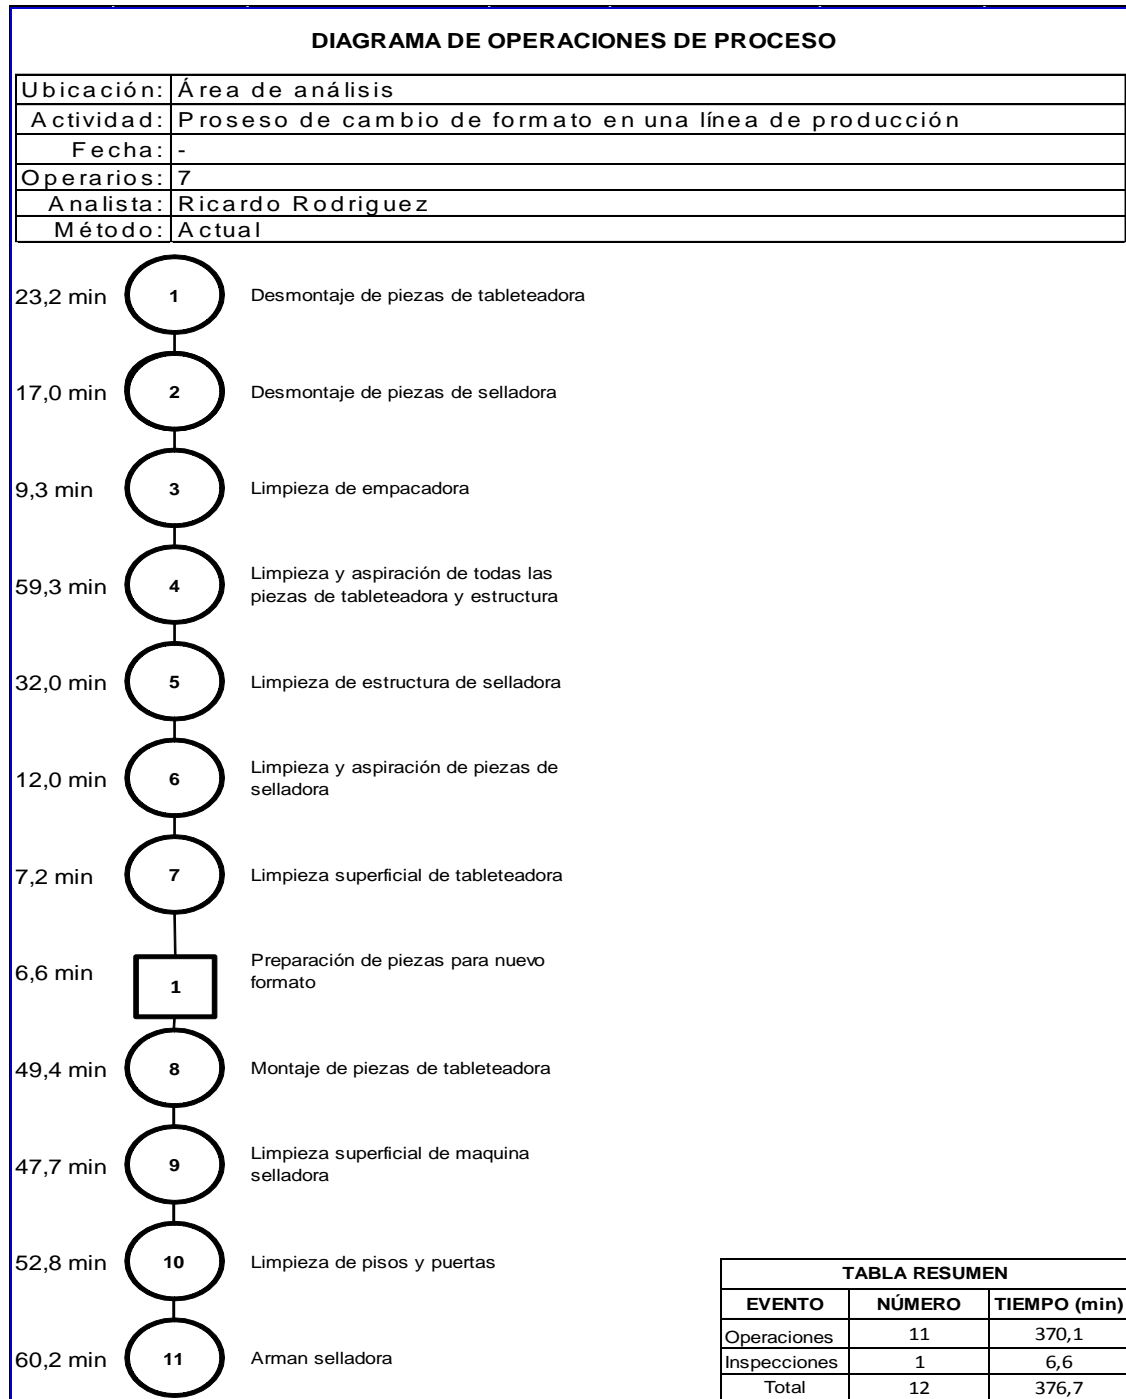 DIAGRAMA DE OPERACIONES DE PROCESO
Ubicación: Área de análisis
Actividad: Proseso de cambio de formato en una línea de producción
Fecha: -
Operarios: 7
Analista: Ricardo Rodriguez
Método: Actual
23,2 min 1 Desmontaje de piezas de tableteadora
17,0 min 2 Desmontaje de piezas de selladora
9,3 min 3 Limpieza de empacadora
59,3 min 4 Limpieza y aspiración de todas las
piezas de tableteadora y estructura
32,0 min 5 Limpieza de estructura de selladora
12,0 min 6 Limpieza y aspiración de piezas de
selladora
7,2 min 7 Limpieza superficial de tableteadora
6,6 min 1 Preparación de piezas para nuevo
formato
49,4 min 8 Montaje de piezas de tableteadora
47,7 min 9 Limpieza superficial de maquina
selladora
52,8 min 10 Limpieza de pisos y puertas
60,2 min 11 Arman selladora
TABLA RESUMEN
EVENTO NÚMERO TIEMPO (min)
Operaciones 11 370,1
Inspecciones 1 6,6
Total 12 376,7